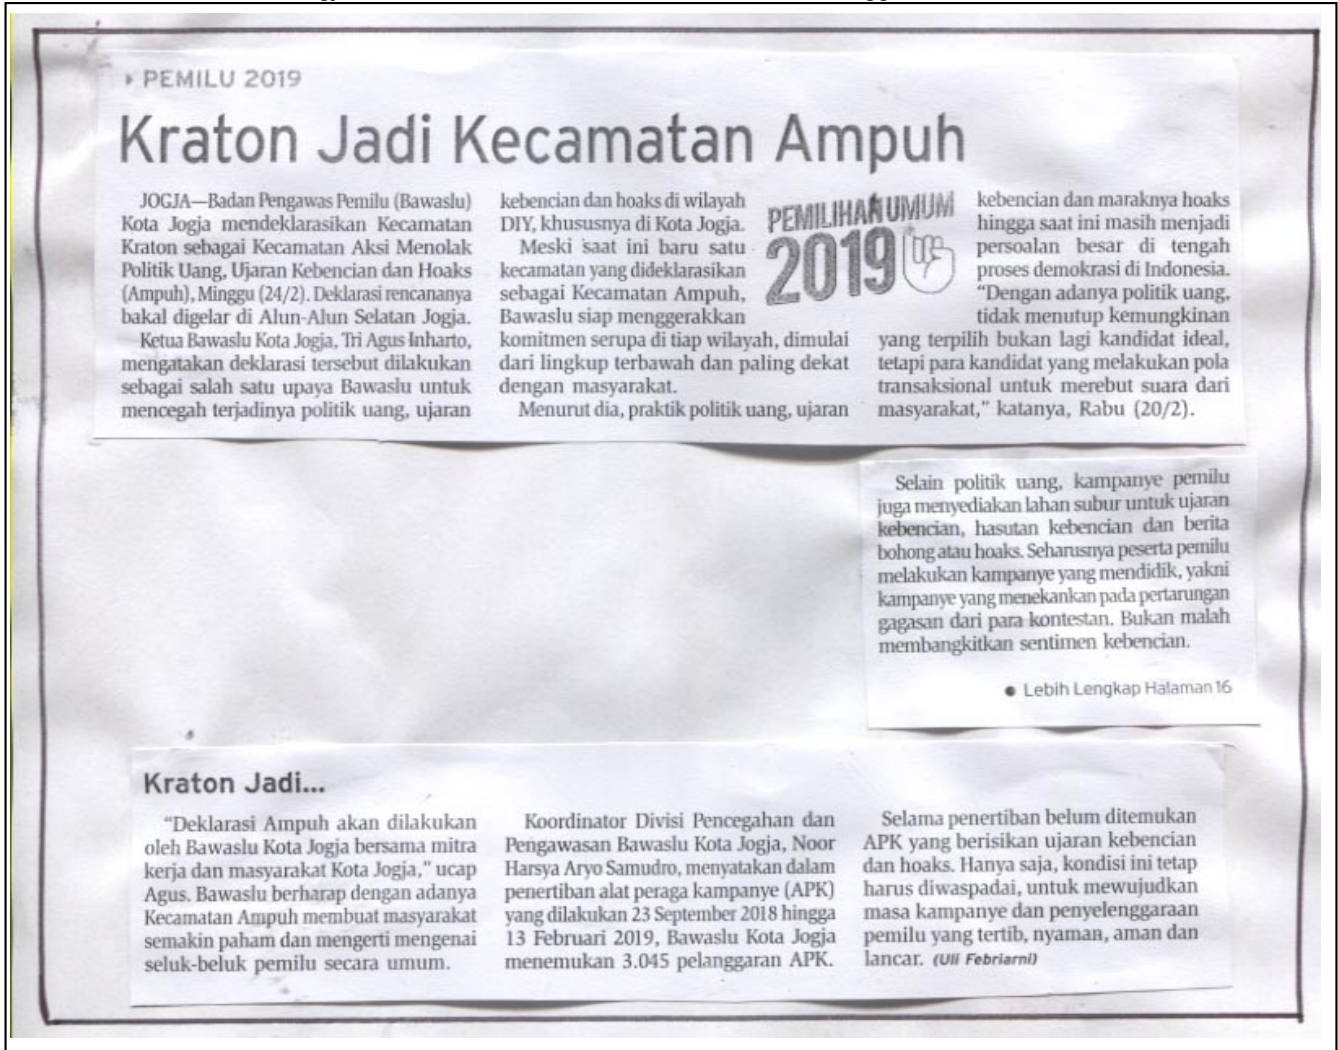 PEMILU 2019
Kraton Jadi Kecamatan Ampuh
JOGJA—Badan Pengawas Pemilu (Bawaslu)
Kota Jogja mendeklarasikan Kecamatan
Kraton sebagai Kecamatan Aksi Menolak
Politik Uang, Ujaran Kebencian dan Hoaks
(Ampuh), Minggu (24/2). Deklarasi rencananya
bakal digelar di Alun-Alun Selatan Jogja.
Ketua Bawaslu Kota Jogja, Tri Agus Inharto,
mengatakan deklarasi tersebut dilakukan
sebagai salah satu upaya Bawaslu untuk
mencegah terjadinya politik uang, ujaran
kebencian dan hoaks di wilayah
DIY, khususnya di Kota Jogja.
Meski saat ini baru satu
kecamatan yang dideklarasikan
sebagai Kecamatan Ampuh,
Bawaslu siap menggerakkan
komitmen serupa di tiap wilayah, dimulai
dari lingkup terbawah dan paling dekat
dengan masyarakat.
Menurut dia, praktik politik uang, ujaran
PEMILIHAN UMUM
2019
kebencian dan maraknya hoaks
hingga saat ini masih menjadi
persoalan besar di tengah
proses demokrasi di Indonesia.
“Dengan adanya politik uang,
tidak menutup kemungkinan
yang terpilih bukan lagi kandidat ideal,
tetapi para kandidat yang melakukan pola
transaksional untuk merebut suara dari
masyarakat,” katanya, Rabu (20/2).
Selain politik uang, kampanye pemilu
juga menyediakan lahan subur untuk ujaran
kebencian, hasutan kebencian dan berita
bohong atau hoaks. Seharusnya peserta pemilu
melakukan kampanye yang mendidik, yakni
kampanye yang menekankan pada pertarungan
gagasan dari para kontestan. Bukan malah
membangkitkan sentimen kebencian.
● Lebih Lengkap Halaman 16
Kraton Jadi...
“Deklarasi Ampuh akan dilakukan
oleh Bawaslu Kota Jogja bersama mitra
kerja dan masyarakat Kota Jogja,” ucap
Agus. Bawaslu berharap dengan adanya
Kecamatan Ampuh membuat masyarakat
semakin paham dan mengerti mengenai
seluk-beluk pemilu secara umum.
Koordinator Divisi Pencegahan dan
Pengawasan Bawaslu Kota Jogja, Noor
Harsya Aryo Samudro, menyatakan dalam
penertiban alat peraga kampanye (APK)
yang dilakukan 23 September 2018 hingga
13 Februari 2019, Bawaslu Kota Jogja
menemukan 3.045 pelanggaran APK.
Selama penertiban belum ditemukan
APK yang berisikan ujaran kebencian
dan hoaks. Hanya saja, kondisi ini tetap
harus diwaspadai, untuk mewujudkan
masa kampanye dan penyelenggaraan
pemilu yang tertib, nyaman, aman dan
lancar. (Uli Febriarni)